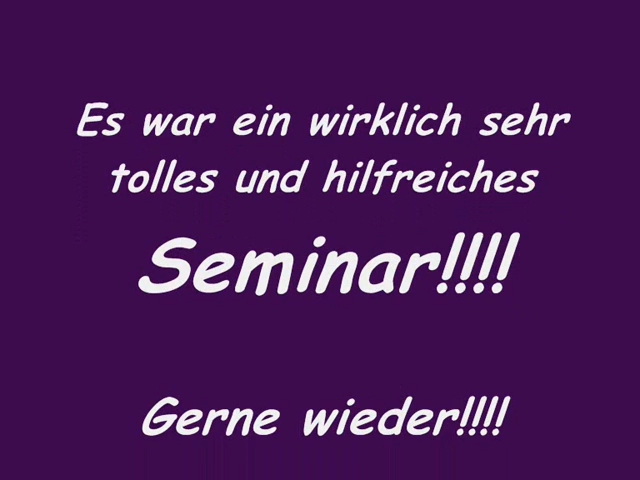 Es war ein wirklich sehr
tolles und hilfreiches
Seminar!!!!
Gerne wieder!!!!